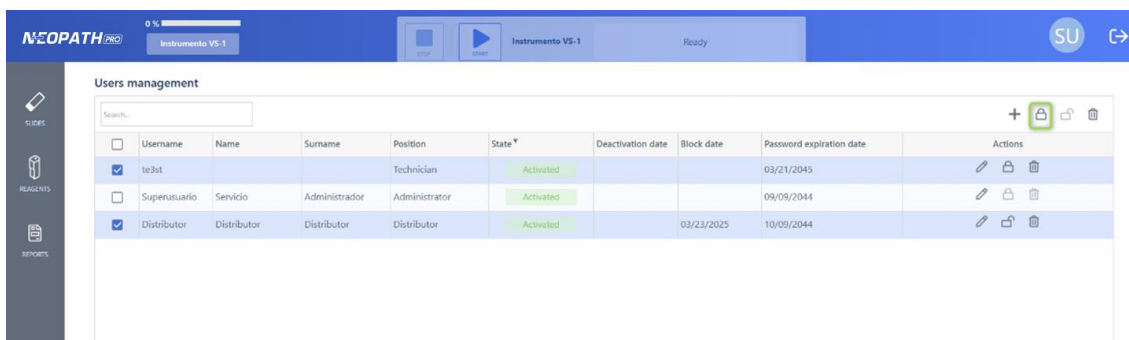 NEOPATH PRO
0 %
Instrumento VS-1
STOP
START
Instrumento VS-1
Ready
SU
SLIDES
REAGENTS
REPORTS
Users management
Search...
Username Name Surname Position State Deactivation date Block date Password expiration date Actions
te3st Technician Activated 03/21/2045
Superusuario Servicio Administrador Administrator Activated 09/09/2044
Distributor Distributor Distributor Distributor Activated 03/23/2025 10/09/2044